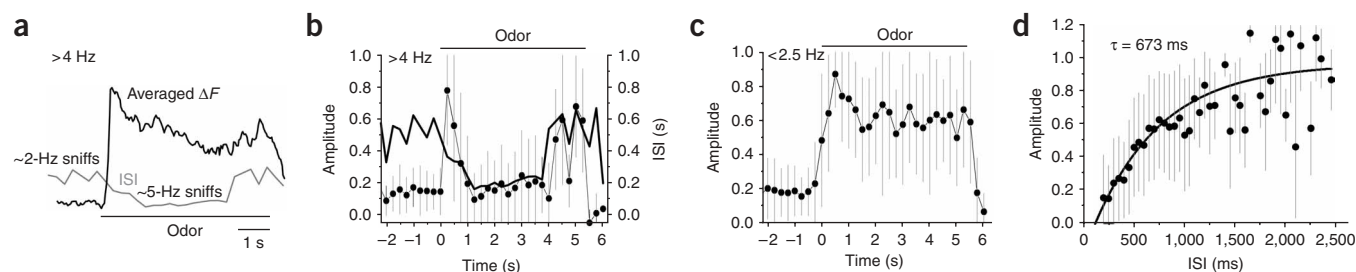 a
>4 Hz
Averaged ΔF
~2-Hz sniffs
ISI
~5-Hz sniffs
Odor
1 s
b
Odor
>4 Hz
1.0
0.8
0.6
0.4
0.2
0.0
Amplitude
1.0
0.8
0.6
0.4
0.2
0.0
ISI (s)
–2 –1 0 1 2 3 4 5 6
Time (s)
c
Odor
<2.5 Hz
1.0
0.8
0.6
0.4
0.2
0.0
Amplitude
–2 –1 0 1 2 3 4 5 6
Time (s)
d
τ = 673 ms
1.2
1.0
0.8
0.6
0.4
0.2
0.0
Amplitude
0 500 1,000 1,500 2,000 2,500
ISI (ms)